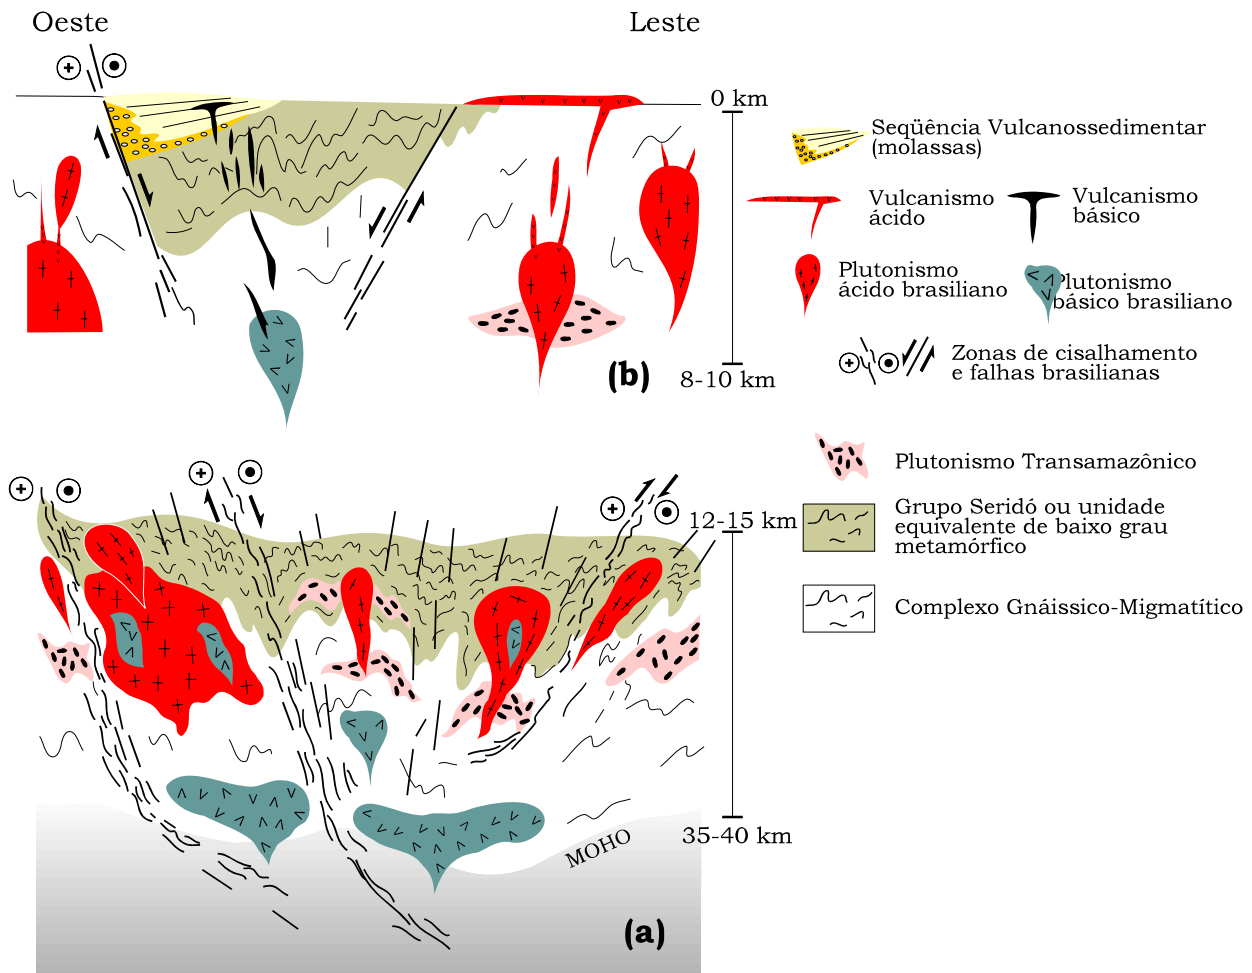 Oeste
Leste
0 km
8-10 km
(b)
Seqüência Vulcanossedimentar
(molassas)
Vulcanismo
ácido
Vulcanismo
básico
Plutonismo
ácido brasiliano
Plutonismo
básico brasiliano
Zonas de cisalhamento
e falhas brasilianas
Plutonismo Transamazônico
Grupo Seridó ou unidade
equivalente de baixo grau
metamórfico
Complexo Gnáissico-Migmatítico
12-15 km
35-40 km
MOHO
(a)